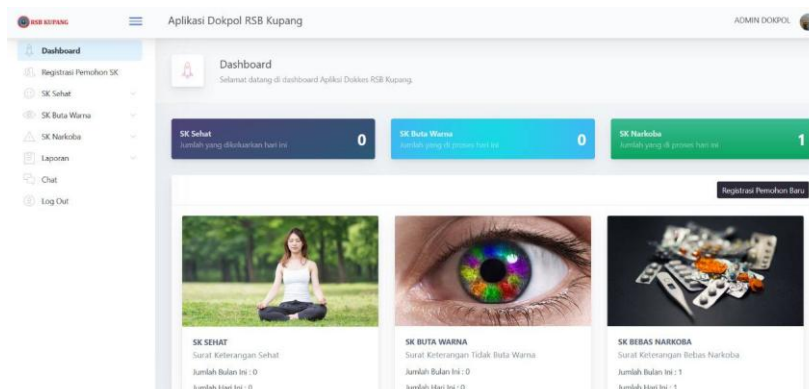 RSB KUPANG
Aplikasi Dokpol RSB Kupang
ADMIN DOKPOL
Dashboard
Registrasi Pemohon SK
SK Sehat
SK Buta Warna
SK Narkoba
Laporan
Chat
Log Out
Dashboard
Selamat datang di dashboard Apliksi Dokkes RSB Kupang.
SK Sehat
Jumlah yang dikeluarkan hari ini
0
SK Buta Warna
Jumlah yang di proses hari ini
0
SK Narkoba
Jumlah yang di proses hari ini
1
Registrasi Pemohon Baru
SK SEHAT
Surat Keterangan Sehat
Jumlah Bulan Ini : 0
Jumlah Hari Ini : 0
SK BUTA WARNA
Surat Keterangan Tidak Buta Warna
Jumlah Bulan Ini : 0
Jumlah Hari Ini : 0
SK BEBAS NARKOBA
Surat Keterangan Bebas Narkoba
Jumlah Bulan Ini : 1
Jumlah Hari Ini : 1